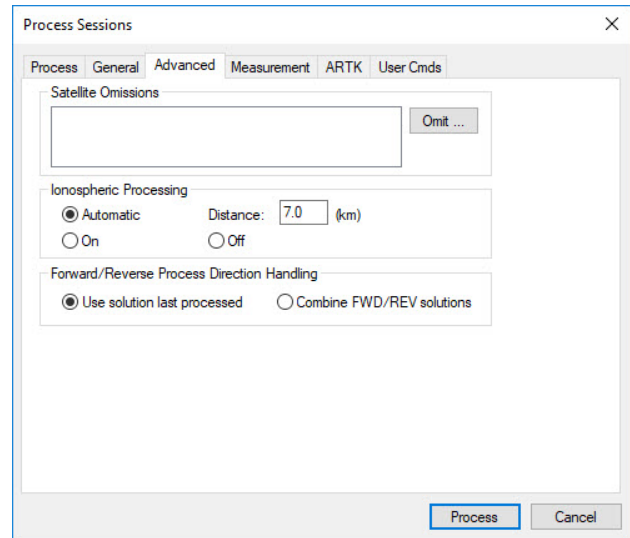 Process Sessions
Process General Advanced Measurement ARTK User Cmds
Satellite Omissions
Omit ...
Ionospheric Processing
Automatic Distance: 7.0 (km)
On Off
Forward/Reverse Process Direction Handling
Use solution last processed Combine FWD/REV solutions
Process Cancel